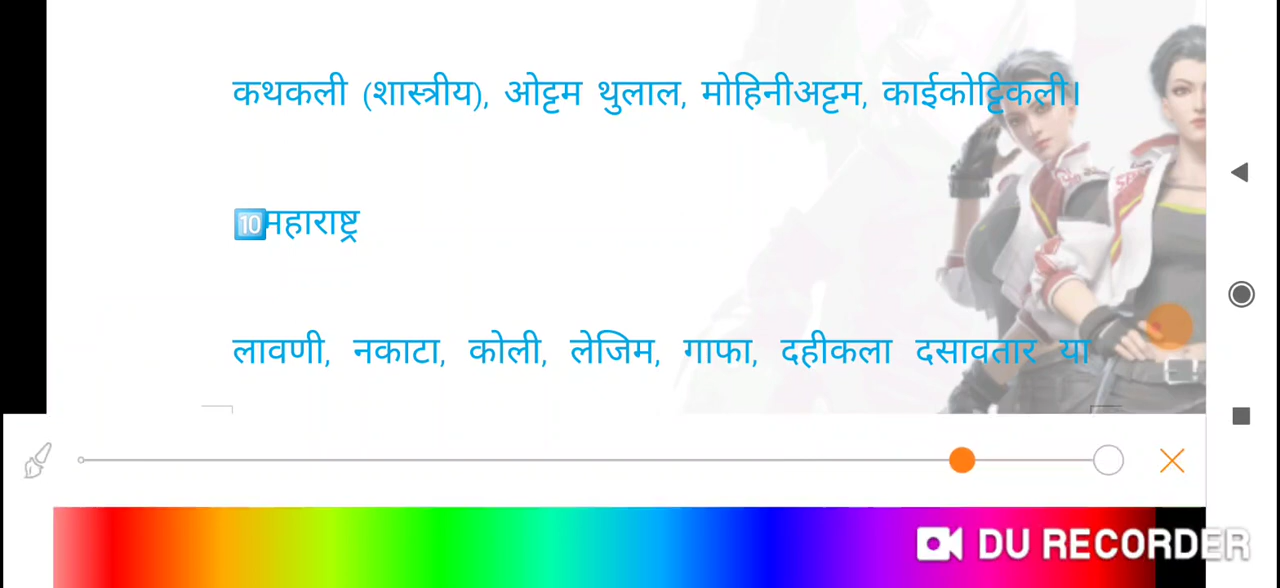 कथकली (शास्त्रीय), ओट्टम थुलाल, मोहिनीअट्टम, काईकोट्टिकली।
🔟महाराष्ट्र
लावणी, नकाटा, कोली, लेजिम, गाफा, दहीकला दसावतार या
DU RECORDER